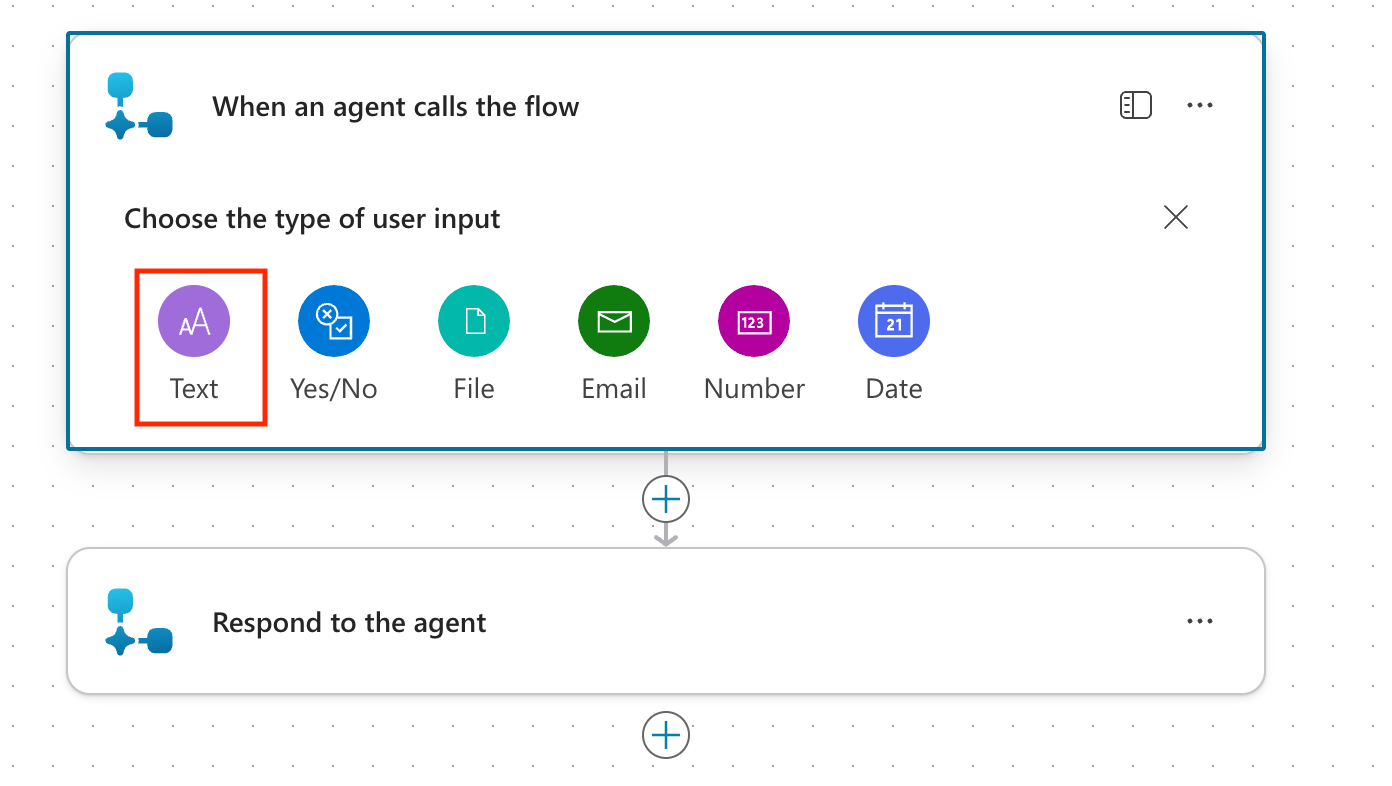 When an agent calls the flow
Choose the type of user input
AA
Text
Yes/No
File
Email
123
Number
21
Date
Respond to the agent